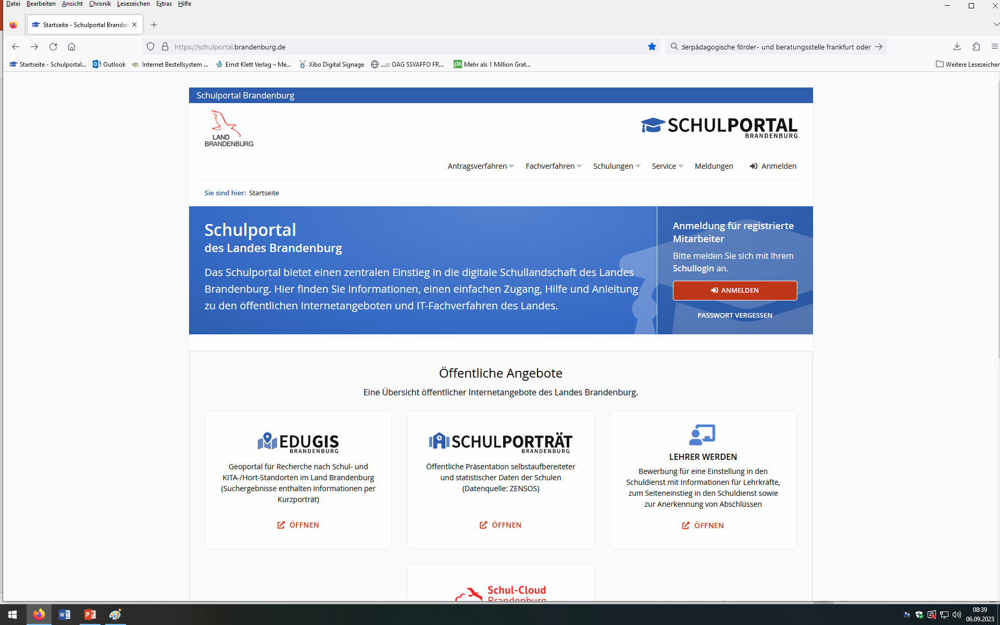 Datei Bearbeiten Ansicht Chronik Lesezeichen Extras Hilfe
Startseite - Schulportal Branden
https://schulportal.brandenburg.de
derpädagogische förder- und beratungsstelle frankfurt oder
Startseite - Schulportal... Outlook Internet Bestellsystem ... Ernst Klett Verlag – Me... Xibo Digital Signage ...::: OAG SSVAFFO FR... Mehr als 1 Million Grat... Weitere Lesezeichen
Schulportal Brandenburg
LAND
BRANDENBURG
SCHULPORTAL
BRANDENBURG
Antragsverfahren Fachverfahren Schulungen Service Meldungen Anmelden
Sie sind hier: Startseite
Schulportal
des Landes Brandenburg
Das Schulportal bietet einen zentralen Einstieg in die digitale Schullandschaft des Landes
Brandenburg. Hier finden Sie Informationen, einen einfachen Zugang, Hilfe und Anleitung
zu den öffentlichen Internetangeboten und IT-Fachverfahren des Landes.
Anmeldung für registrierte
Mitarbeiter
Bitte melden Sie sich mit Ihrem
Schullogin an.
ANMELDEN
PASSWORT VERGESSEN
Öffentliche Angebote
Eine Übersicht öffentlicher Internetangebote des Landes Brandenburg.
EDUGIS
BRANDENBURG
Geoportal für Recherche nach Schul- und
KITA-/Hort-Standorten im Land Brandenburg
(Suchergebnisse enthalten Informationen per
Kurzporträt)
ÖFFNEN
SCHULPORTRÄT
BRANDENBURG
Öffentliche Präsentation selbstaufbereiteter
und statistischer Daten der Schulen
(Datenquelle: ZENSOS)
ÖFFNEN
LEHRER WERDEN
Bewerbung für eine Einstellung in den
Schuldienst mit Informationen für Lehrkräfte,
zum Seiteneinstieg in den Schuldienst sowie
zur Anerkennung von Abschlüssen
ÖFFNEN
Schul-Cloud
Brandenburg
08:39
06.09.2023